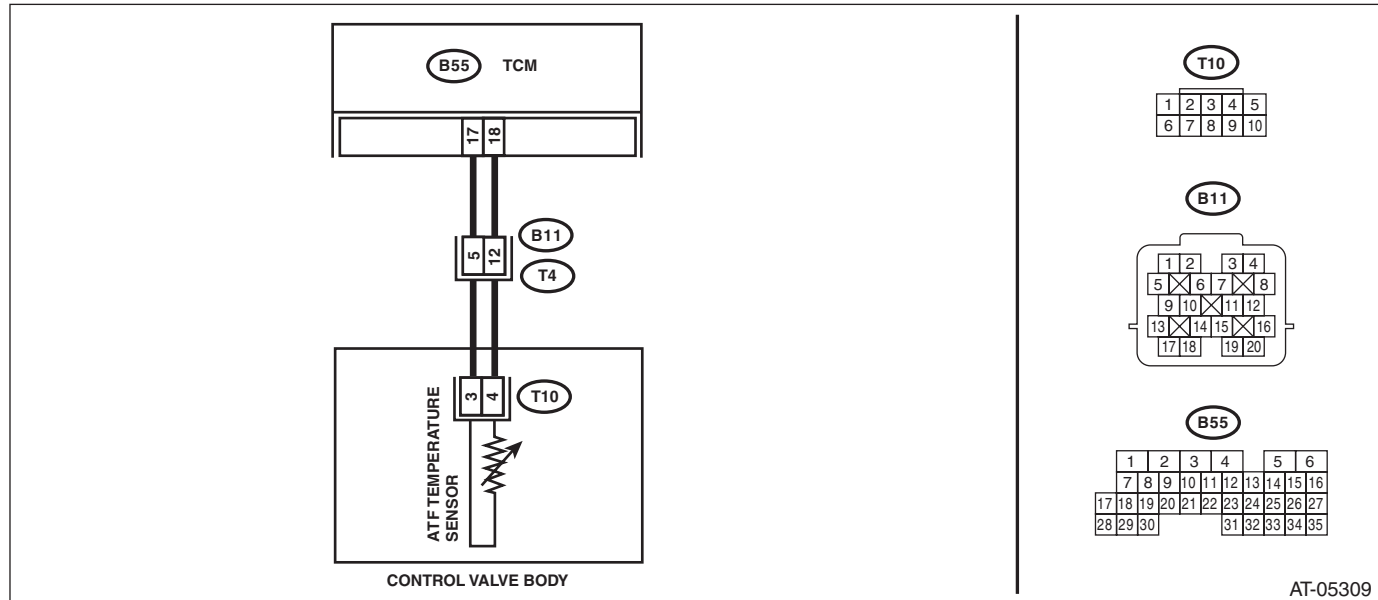 B55 TCM
17 18
B11
5 12
T4
3 4
T10
ATF TEMPERATURE
SENSOR
CONTROL VALVE BODY
T10
1 2 3 4 5
6 7 8 9 10
B11
1 2 3 4
5 6 7 8
9 10 11 12
13 14 15 16
17 18 19 20
B55
1 2 3 4 5 6
7 8 9 10 11 12 13 14 15 16
17 18 19 20 21 22 23 24 25 26 27
28 29 30 31 32 33 34 35
AT-05309